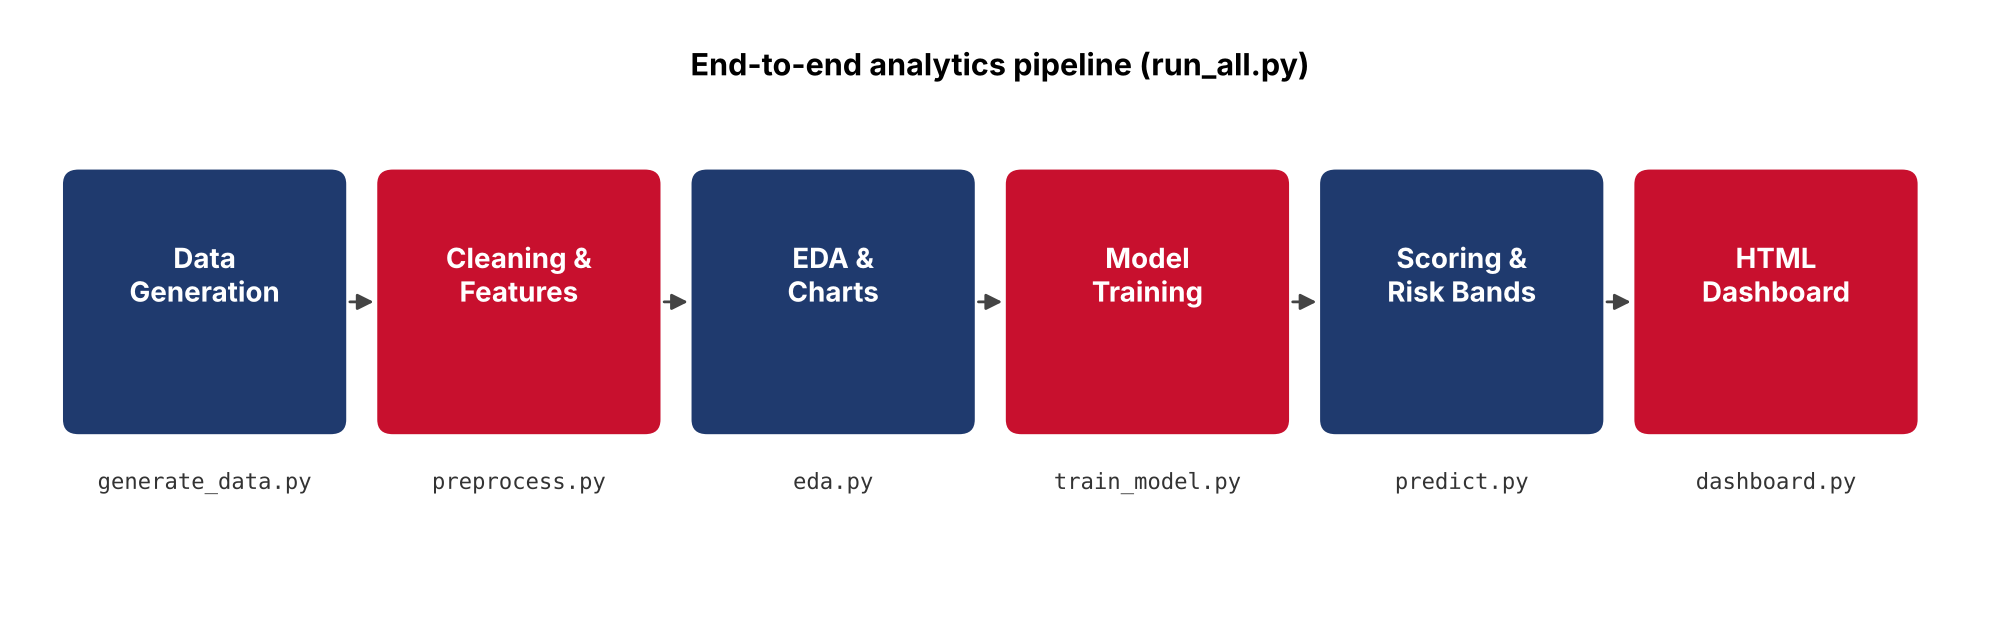 End-to-end analytics pipeline (run_all.py)
Data
Generation
Cleaning &
Features
EDA &
Charts
Model
Training
Scoring &
Risk Bands
HTML
Dashboard
generate_data.py
preprocess.py
eda.py
train_model.py
predict.py
dashboard.py